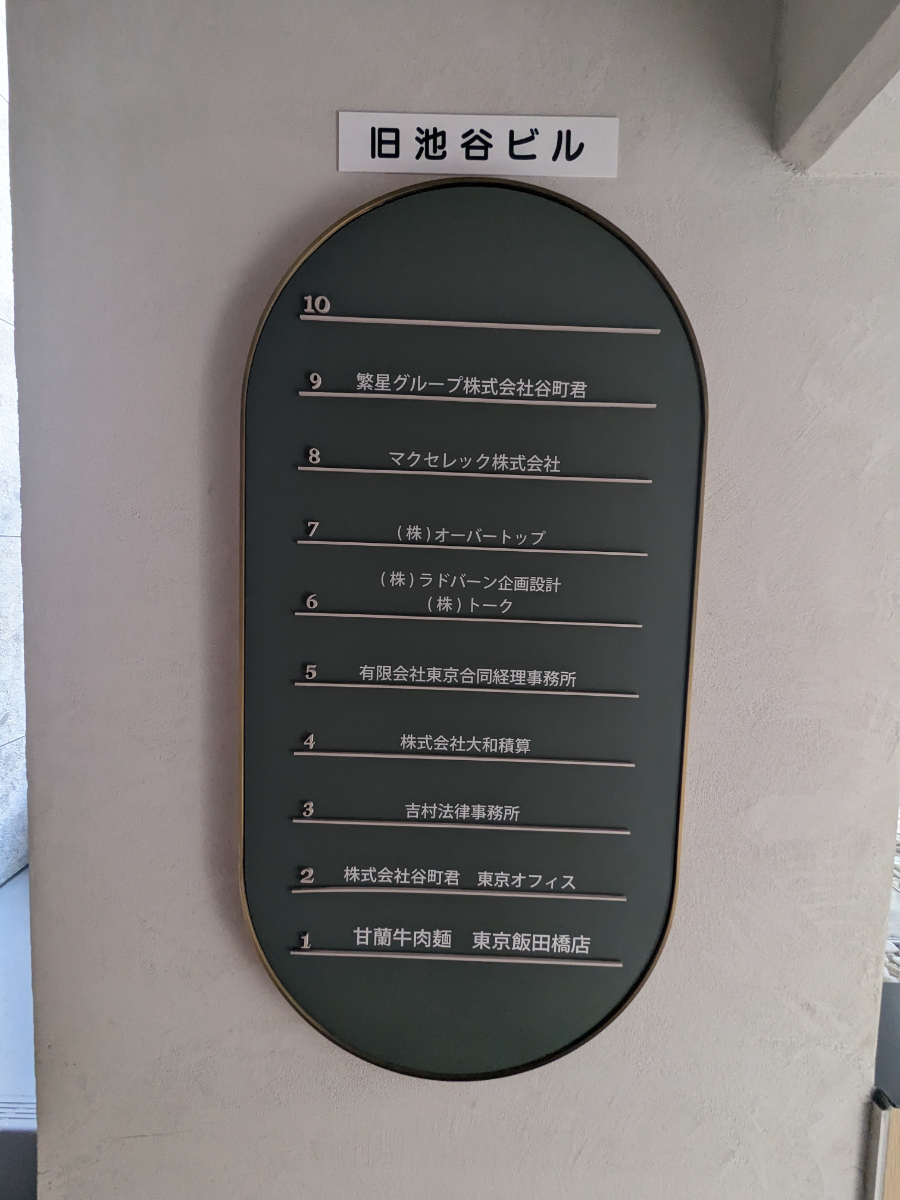 旧池谷ビル
10
9 繁星グループ株式会社谷町君
8 マクセレック株式会社
7 (株)オーバートップ
(株)ラドバーン企画設計
6 (株)トーク
5 有限会社東京合同経理事務所
4 株式会社大和積算
3 吉村法律事務所
2 株式会社谷町君 東京オフィス
1 甘蘭牛肉麺 東京飯田橋店